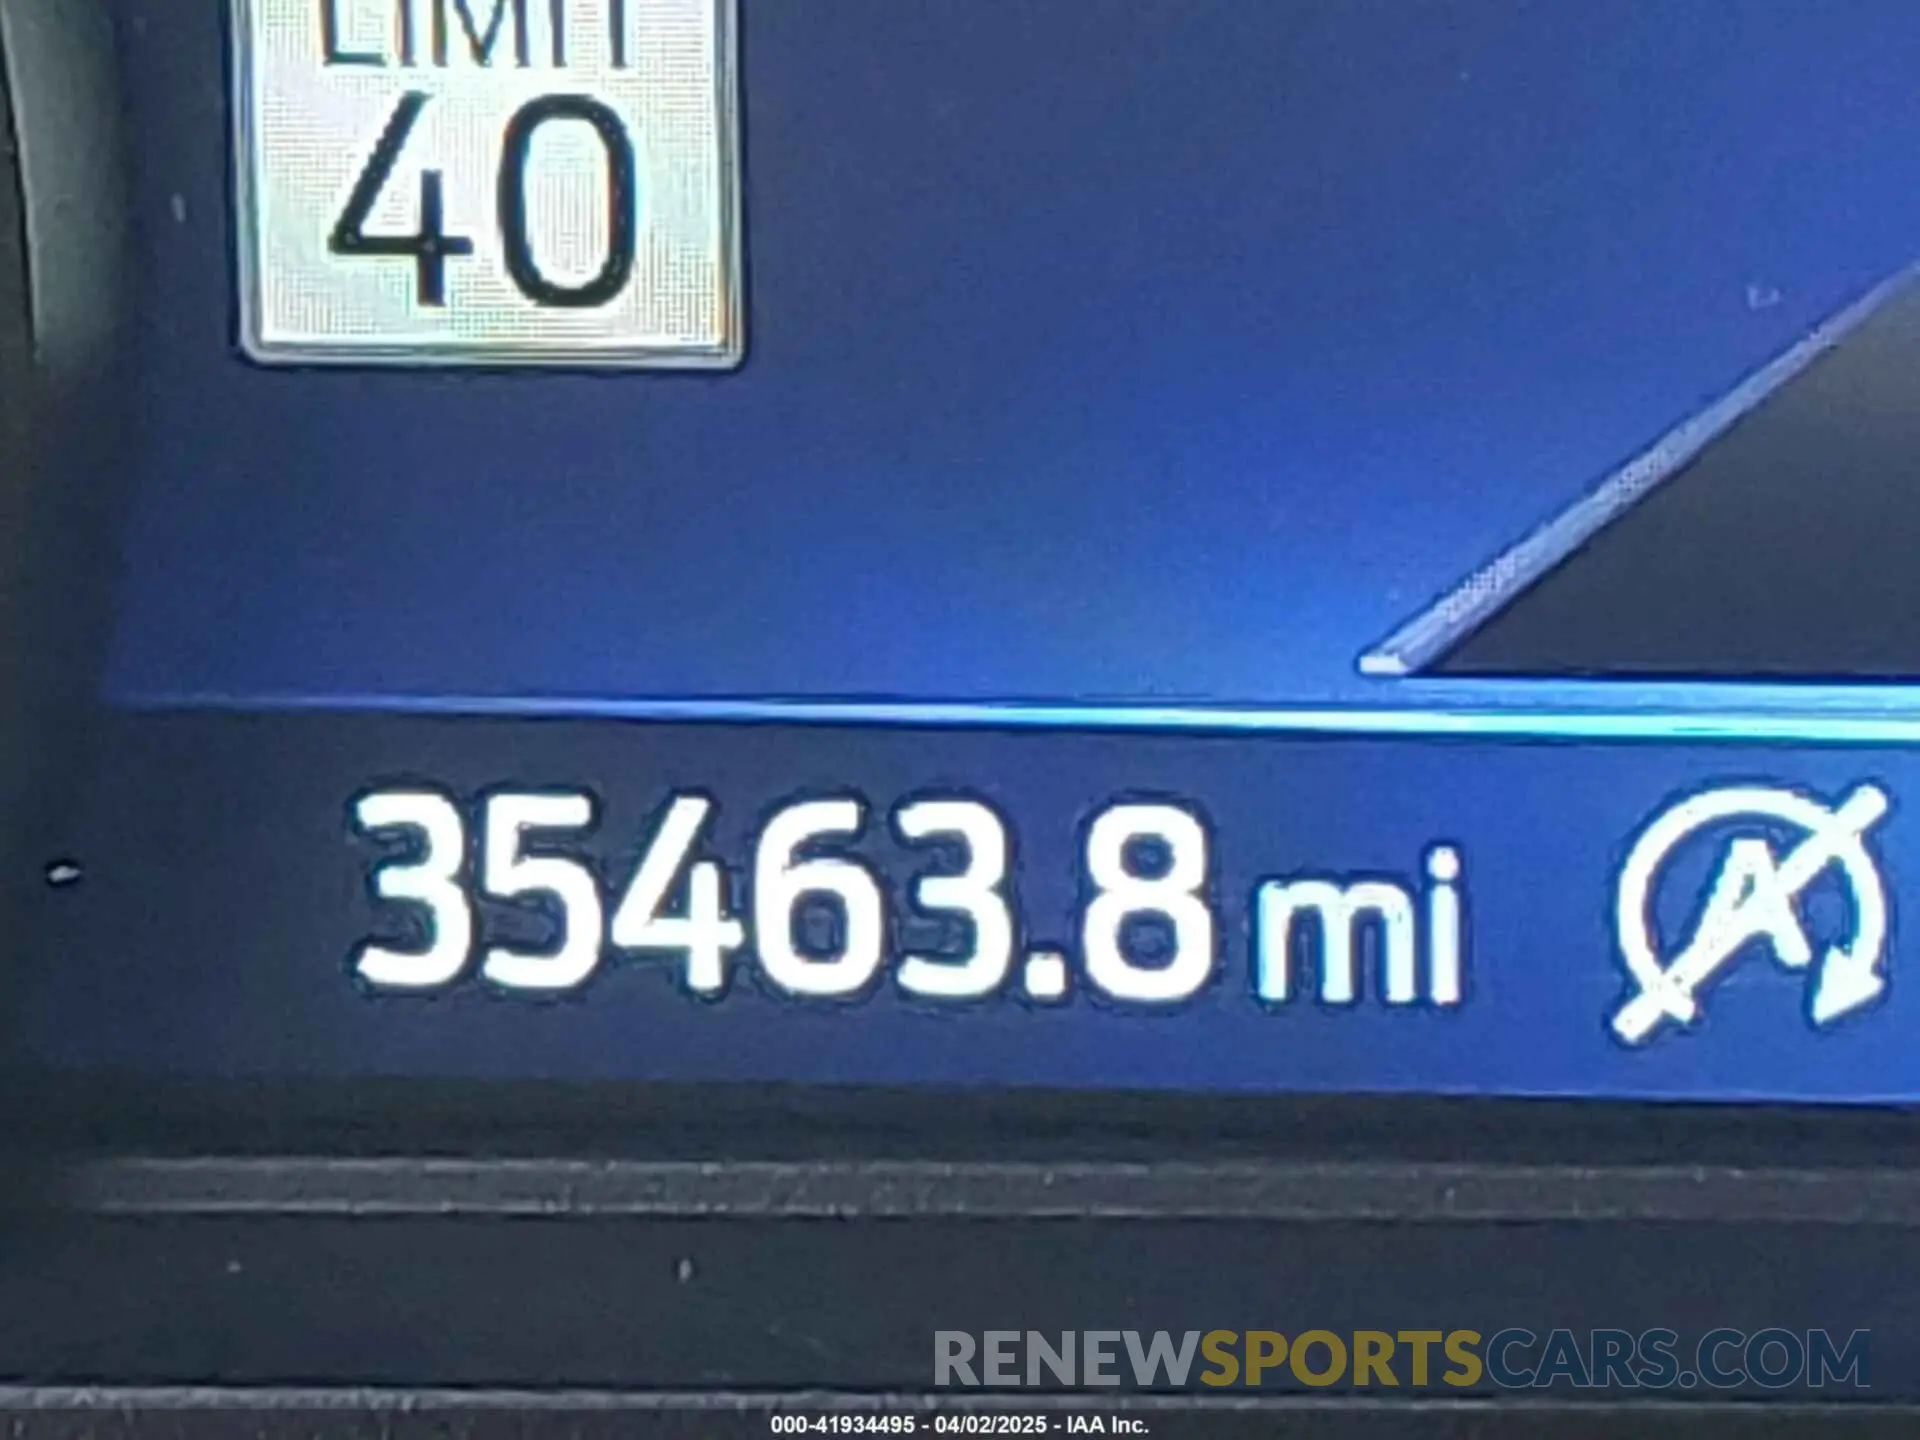 LIMIT
40
35463.8 mi
A
RENEWSPORTSCARS.COM
000-41934495 - 04/02/2025 - IAA Inc.